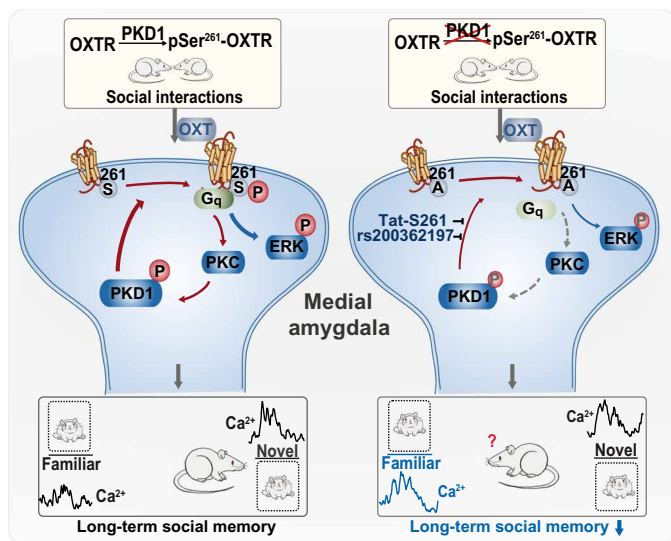 PKD1
OXTR pSer²⁶¹-OXTR
Social interactions
OXT
261
S
261
S
P
Gq
P
ERK
PKC
P
PKD1
Ca²⁺
Familiar
Novel
Ca²⁺
Long-term social memory
Medial
amygdala
PKD1
OXTR pSer²⁶¹-OXTR
Social interactions
OXT
261
A
261
A
Gq
Tat-S261
rs200362197
P
ERK
PKC
P
PKD1
Ca²⁺
?
Familiar
Novel
Ca²⁺
Long-term social memory